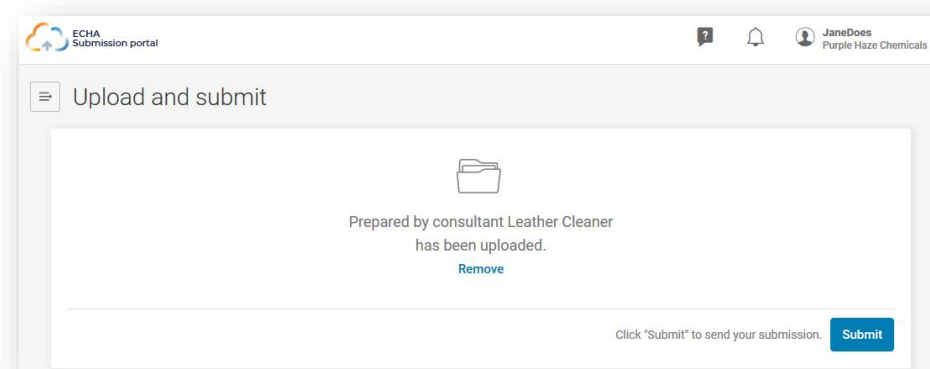 ECHA
Submission portal
?
JaneDoes
Purple Haze Chemicals
Upload and submit
Prepared by consultant Leather Cleaner
has been uploaded.
Remove
Click "Submit" to send your submission.
Submit